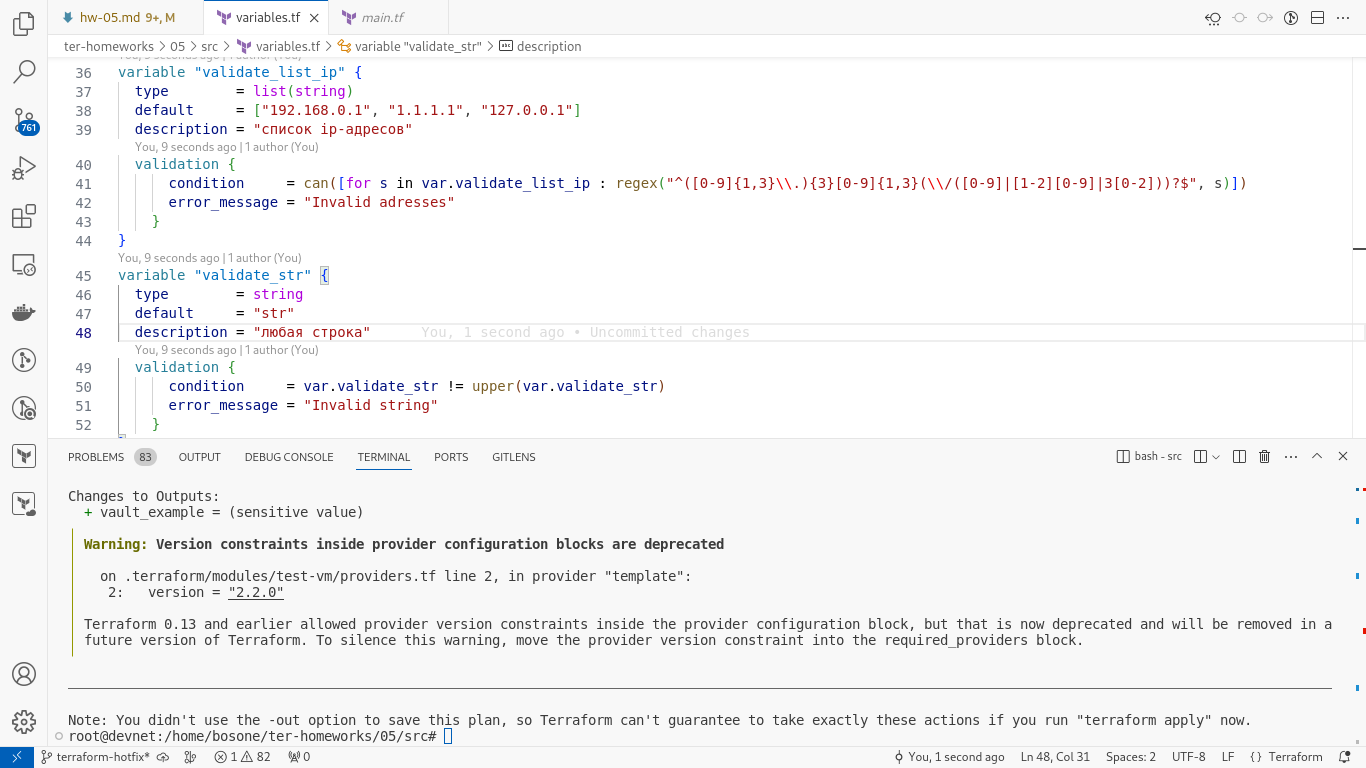 hw-05.md 9+, M
variables.tf
main.tf
ter-homeworks > 05 > src > variables.tf > variable "validate_str" > description
You, 9 seconds ago | 1 author (You)
36 variable "validate_list_ip" {
37 type = list(string)
38 default = ["192.168.0.1", "1.1.1.1", "127.0.0.1"]
39 description = "список ip-адресов"
You, 9 seconds ago | 1 author (You)
40 validation {
41 condition = can([for s in var.validate_list_ip : regex("^([0-9]{1,3}\\.){3}[0-9]{1,3}(\\/([0-9]|[1-2][0-9]|3[0-2]))?$", s)])
42 error_message = "Invalid adresses"
43 }
44 }
You, 9 seconds ago | 1 author (You)
45 variable "validate_str" {
46 type = string
47 default = "str"
48 description = "любая строка" You, 1 second ago • Uncommitted changes
You, 9 seconds ago | 1 author (You)
49 validation {
50 condition = var.validate_str != upper(var.validate_str)
51 error_message = "Invalid string"
52 }
761
PROBLEMS 83 OUTPUT DEBUG CONSOLE TERMINAL PORTS GITLENS
bash - src
Changes to Outputs:
+ vault_example = (sensitive value)
Warning: Version constraints inside provider configuration blocks are deprecated
on .terraform/modules/test-vm/providers.tf line 2, in provider "template":
2: version = "2.2.0"
Terraform 0.13 and earlier allowed provider version constraints inside the provider configuration block, but that is now deprecated and will be removed in a
future version of Terraform. To silence this warning, move the provider version constraint into the required_providers block.
Note: You didn't use the -out option to save this plan, so Terraform can't guarantee to take exactly these actions if you run "terraform apply" now.
root@devnet:/home/bosone/ter-homeworks/05/src#
terraform-hotfix* 1 82 0 You, 1 second ago Ln 48, Col 31 Spaces: 2 UTF-8 LF { } Terraform